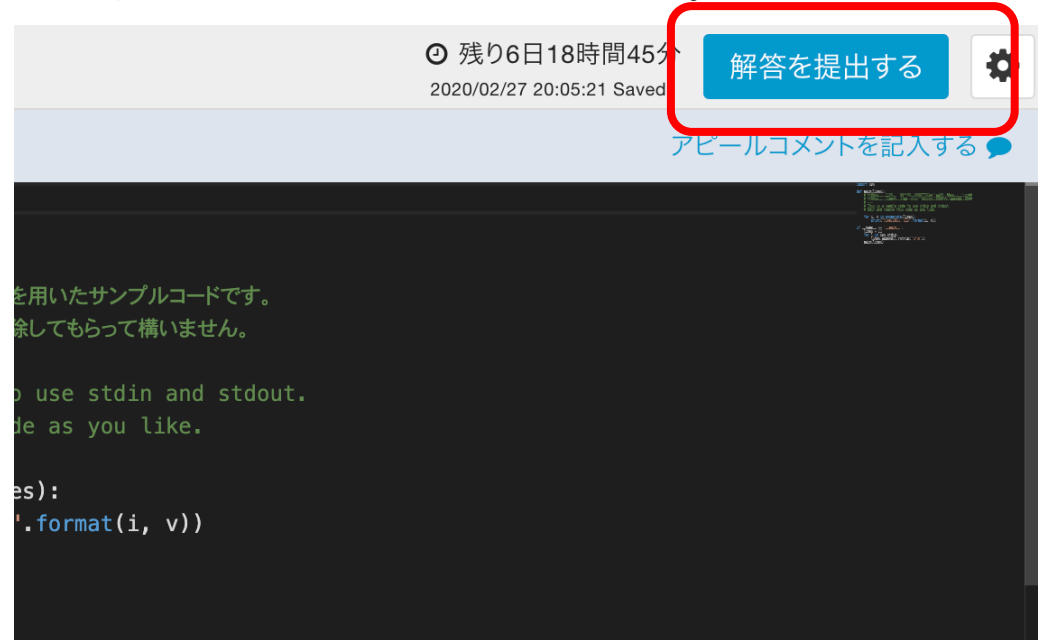 残り6日18時間45分
解答を提出する
2020/02/27 20:05:21 Saved
アピールコメントを記入する
を用いたサンプルコードです。
除してもらって構いません。
o use stdin and stdout.
de as you like.
es):
'.format(i, v))